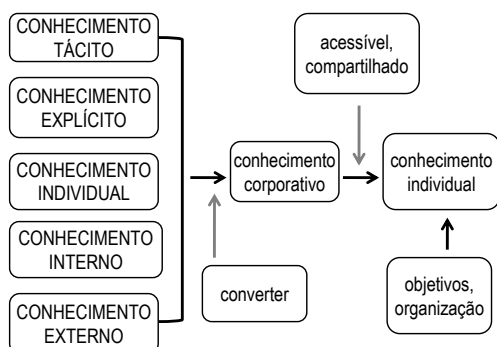 CONHECIMENTO
TÁCITO
CONHECIMENTO
EXPLÍCITO
CONHECIMENTO
INDIVIDUAL
CONHECIMENTO
INTERNO
CONHECIMENTO
EXTERNO
acessível,
compartilhado
conhecimento
corporativo
conhecimento
individual
converter
objetivos,
organização